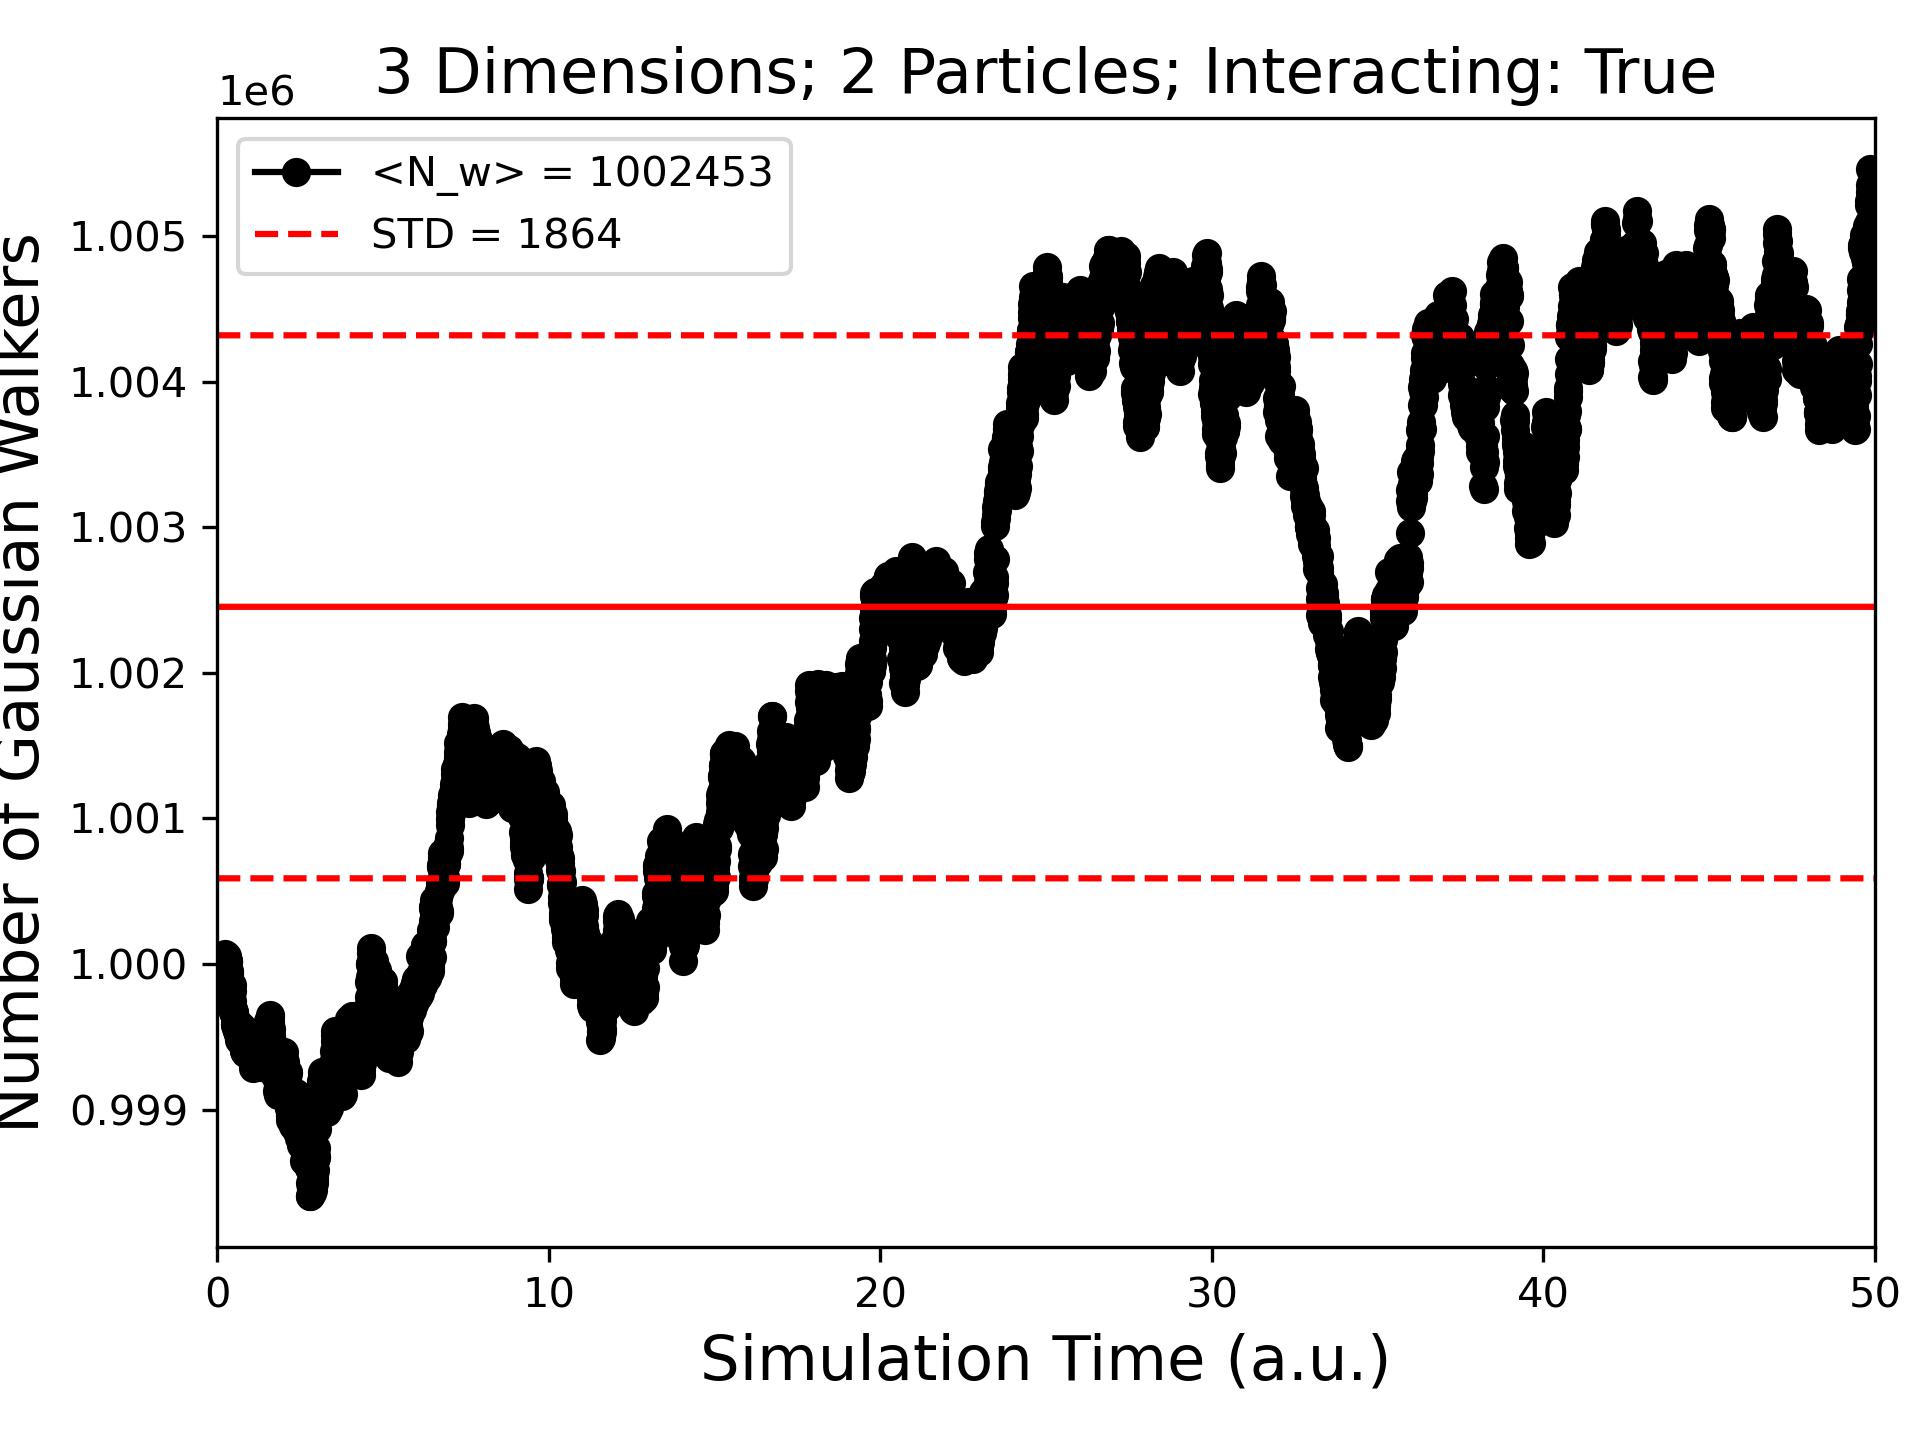 3 Dimensions; 2 Particles; Interacting: True
1e6
<N_w> = 1002453
STD = 1864
Number of Gaussian Walkers
1.005
1.004
1.003
1.002
1.001
1.000
0.999
0 10 20 30 40 50
Simulation Time (a.u.)